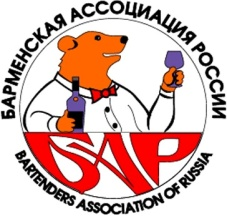 БАРМЕНСКАЯ АССОЦИАЦИЯ РОССИИ
БАР
BARTENDERS ASSOCIATION OF RUSSIA